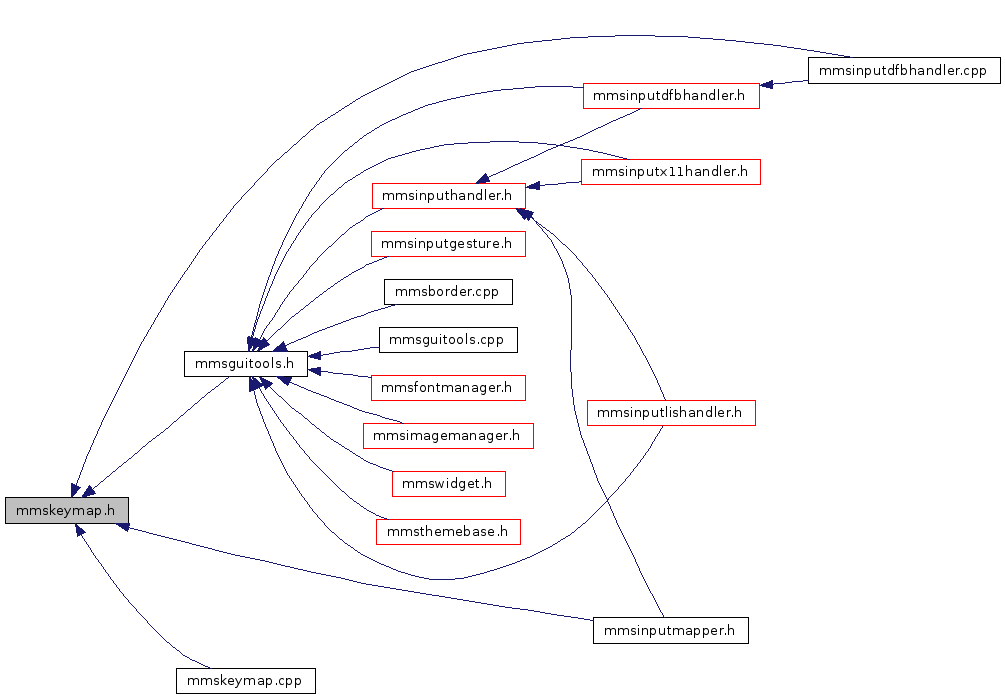 mmsinputdfbhandler.cpp
mmsinputdfbhandler.h
mmsinputx11handler.h
mmsinputhandler.h
mmsinputgesture.h
mmsborder.cpp
mmsguitools.cpp
mmsguitools.h
mmsfontmanager.h
mmsinputlishandler.h
mmsimagemanager.h
mmswidget.h
mmskeymap.h
mmsthemebase.h
mmsinputmapper.h
mmskeymap.cpp